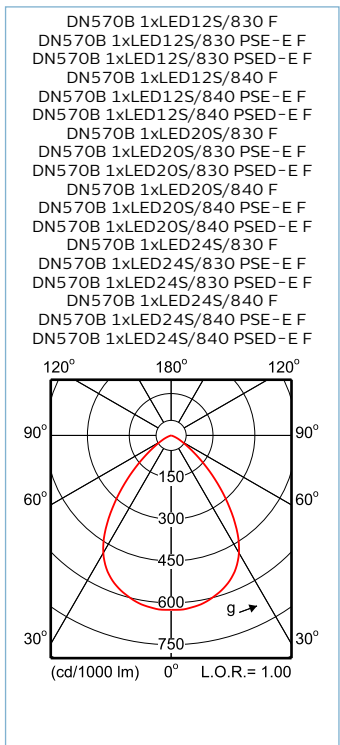 DN570B 1xLED12S/830 F
DN570B 1xLED12S/830 PSE-E F
DN570B 1xLED12S/830 PSED-E F
DN570B 1xLED12S/840 F
DN570B 1xLED12S/840 PSE-E F
DN570B 1xLED12S/840 PSED-E F
DN570B 1xLED20S/830 F
DN570B 1xLED20S/830 PSE-E F
DN570B 1xLED20S/830 PSED-E F
DN570B 1xLED20S/840 F
DN570B 1xLED20S/840 PSE-E F
DN570B 1xLED20S/840 PSED-E F
DN570B 1xLED24S/830 F
DN570B 1xLED24S/830 PSE-E F
DN570B 1xLED24S/830 PSED-E F
DN570B 1xLED24S/840 F
DN570B 1xLED24S/840 PSE-E F
DN570B 1xLED24S/840 PSED-E F
120° 180° 120°
90° 90°
150
60° 60°
300
450
600
g
30° 750 30°
(cd/1000 lm) 0° L.O.R.= 1.00